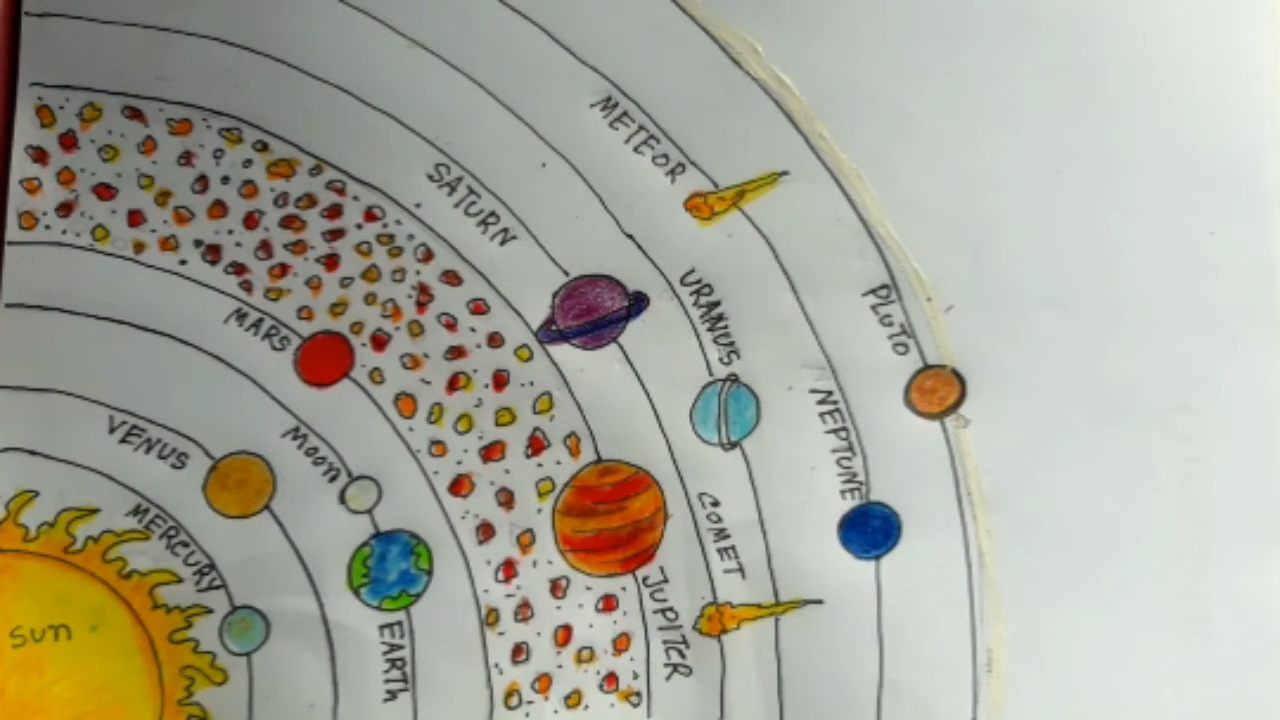 METEOR
SATURN
URANUS
PLUTO
MARS
NEPTUNE
VENUS
Moon
COMET
MERCURY
JUPITER
sun
EARTh